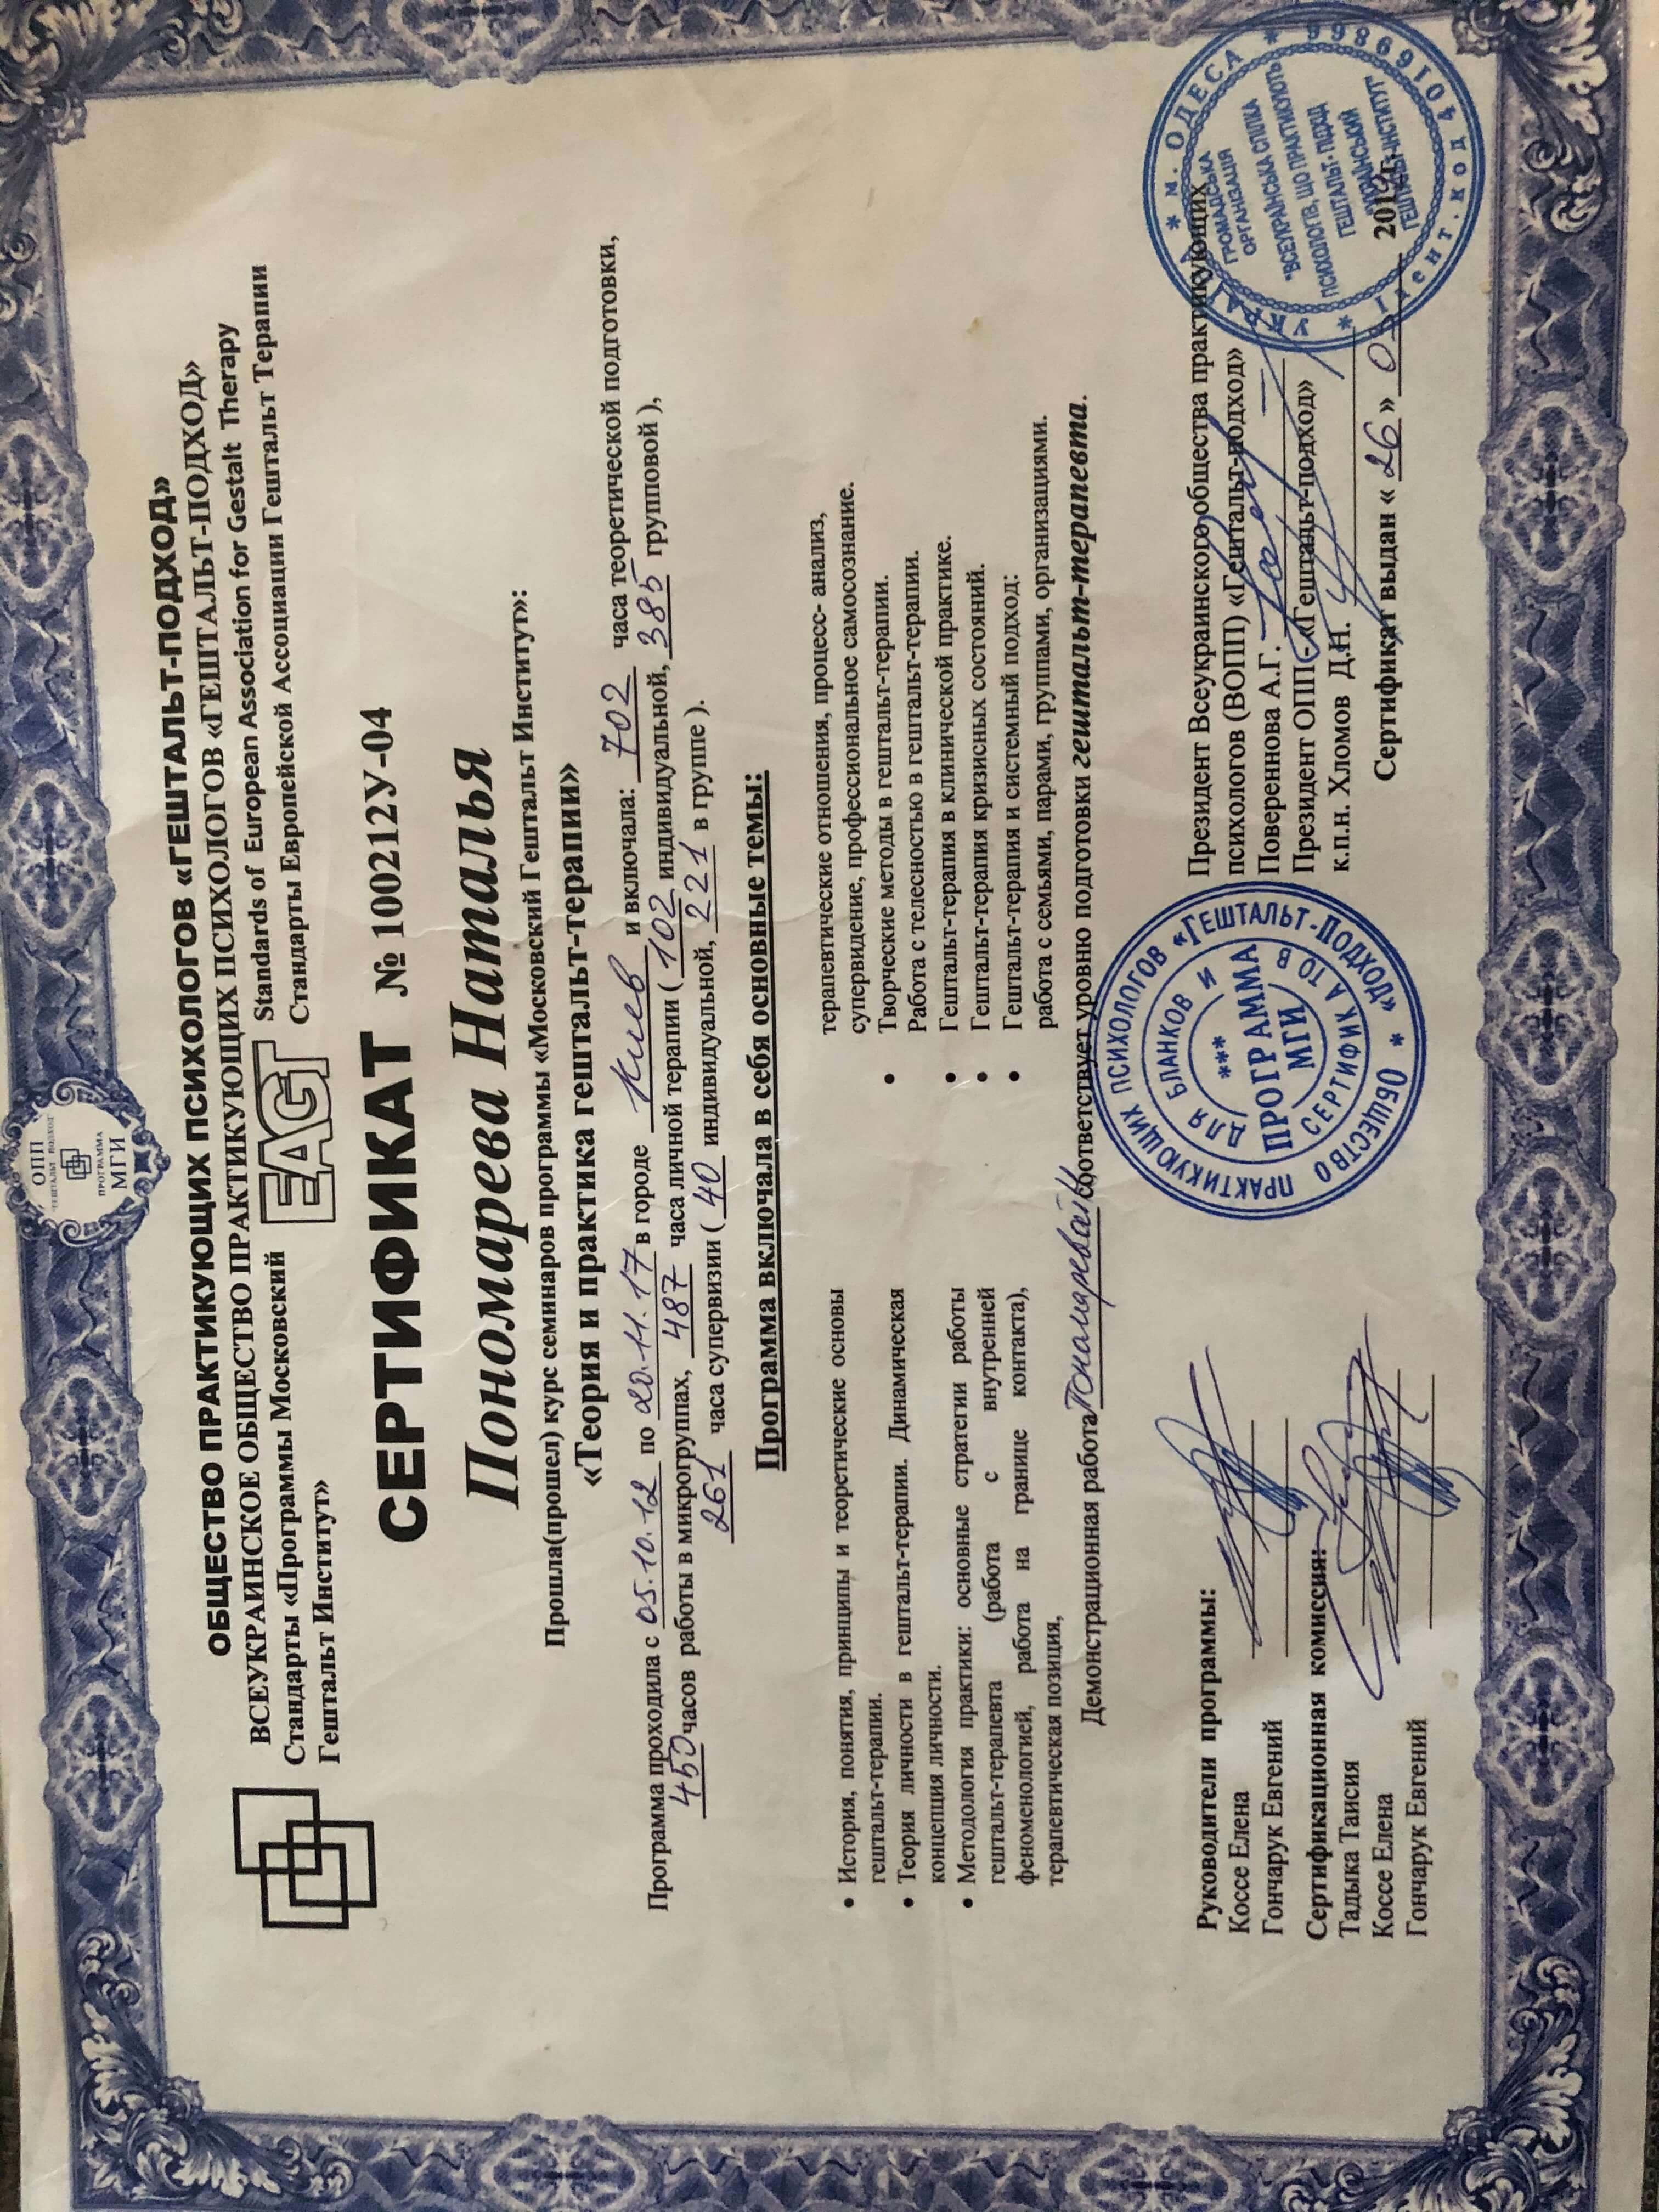 ОПП
"ГЕШТАЛЬТ ПОДХОД"
ПРОГРАММА
МГИ
ОБЩЕСТВО ПРАКТИКУЮЩИХ ПСИХОЛОГОВ «ГЕШТАЛЬТ-ПОДХОД»
ВСЕУКРАИНСКОЕ ОБЩЕСТВО ПРАКТИКУЮЩИХ ПСИХОЛОГОВ «ГЕШТАЛЬТ-ПОДХОД»
Стандарты «Программы Московский
Гештальт Институт»
EAGT
Standards of European Association for Gestalt Therapy
Стандарты Европейской Ассоциации Гештальт Терапии
СЕРТИФИКАТ № 100212У-04
Пономарева Наталья
Прошла(прошел) курс семинаров программы «Московский Гештальт Институт»:
«Теория и практика гештальт-терапии»
Программа проходила с 05.10.12 по 20.11.17 в городе Киев и включала: 702 часа теоретической подготовки,
450 часов работы в микрогруппах, 487 часа личной терапии ( 102 индивидуальной, 385 групповой ),
261 часа супервизии ( 40 индивидуальной, 221 в группе ).
Программа включала в себя основные темы:
• История, понятия, принципы и теоретические основы
гештальт-терапии.
• Теория личности в гештальт-терапии. Динамическая
концепция личности.
• Методология практики: основные стратегии работы
гештальт-терапевта (работа с внутренней
феноменологией, работа на границе контакта),
терапевтическая позиция,
терапевтические отношения, процесс- анализ,
супервидение, профессиональное самосознание.
• Творческие методы в гештальт-терапии.
Работа с телесностью в гештальт-терапии.
• Гештальт-терапия в клинической практике.
• Гештальт-терапия кризисных состояний.
• Гештальт-терапия и системный подход:
работа с семьями, парами, группами, организациями.
Демонстрационная работа Пономарева Н. соответствует уровню подготовки гештальт-терапевта.
Руководители программы:
Коссе Елена
Гончарук Евгений
Сертификационная комиссия:
Тадыка Таисия
Коссе Елена
Гончарук Евгений
ОБЩЕСТВО ПРАКТИКУЮЩИХ ПСИХОЛОГОВ «ГЕШТАЛЬТ-ПОДХОД» *
ДЛЯ БЛАНКОВ И СЕРТИФИКАТОВ
***
ПРОГРАММА
МГИ
Президент Всеукраинского общества практикующих
психологов (ВОПП) «Гештальт-подход»
Поверенова А.Г.
Президент ОПП «Гештальт-подход»
к.п.н. Хломов Д.Н.
Сертификат выдан « 26 » 2019г.
УКРАЇНА * м. ОДЕСА * Ідент. код 40169866 *
ГРОМАДСЬКА
ОРГАНІЗАЦІЯ
"ВСЕУКРАЇНСЬКА СПІЛКА
ПСИХОЛОГІВ, ЩО ПРАКТИКУЮТЬ
ГЕШТАЛЬТ- ПІДХІД
"УКРАЇНСЬКИЙ
ГЕШТАЛЬТ-ІНСТИТУТ"